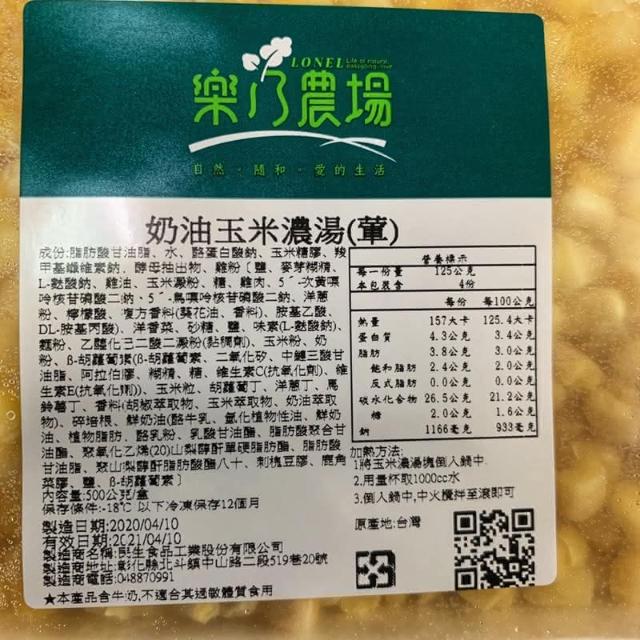 LONEL Life of natural,
easygoing, love
樂乃農場
自然・隨和・愛的生活
奶油玉米濃湯(葷)
成份:脂肪酸甘油脂、水、酪蛋白酸鈉、玉米糖膠、羧
甲基纖維素鈉、酵母抽出物、雞粉〔鹽、麥芽糊精、
L-麩酸鈉、雞油、玉米澱粉、糖、雞肉、5´-次黃嘌
呤核苷磷酸二鈉、5´-鳥嘌呤核苷磷酸二鈉、洋蔥
粉、檸檬酸、複方香料(葵花油、香料)、胺基乙酸、
DL-胺基丙酸〕、洋香菜、砂糖、鹽、味素(L-麩酸鈉)、
麵粉、乙醯化己二酸二澱粉(黏稠劑)、玉米粉、奶
粉、β-胡蘿蔔素(β-胡蘿蔔素、二氧化矽、中鏈三酸甘
油脂、阿拉伯膠、糊精、糖、維生素C(抗氧化劑)、維
生素E(抗氧化劑))、玉米粒、胡蘿蔔丁、洋蔥丁、馬
鈴薯丁、香料(胡椒萃取物、玉米萃取物、奶油萃取
物)、碎培根、鮮奶油(酪牛乳、氫化植物性油、鮮奶
油、植物脂肪、酪乳粉、乳酸甘油酯、脂肪酸聚合甘
油酯、聚氧化乙烯(20)山梨醇酐單硬脂肪酯、脂肪酸
甘油脂、聚山梨醇酐脂肪酸酯八十、刺槐豆膠、鹿角
菜膠、鹽、β-胡蘿蔔素)
內容量:500公克/盒
保存條件:-18°C 以下冷凍保存12個月
製造日期:2020/04/10
有效日期:2021/04/10
製造商名稱:民生食品工業股份有限公司
製造商地址:彰化縣北斗鎮中山路二段519巷20號
製造商電話:048870991
★本產品含牛奶,不適合其過敏體質食用
營養標示
每一份量 125公克
本包裝含 4份
每份 每100公克
熱量 157大卡 125.4大卡
蛋白質 4.3公克 3.4公克
脂肪 3.8公克 3.0公克
飽和脂肪 2.4公克 2.0公克
反式脂肪 0.0公克 0.0公克
碳水化合物 26.5公克 21.2公克
糖 2.0公克 1.6公克
鈉 1166毫克 933毫克
加熱方法:
1將玉米濃湯塊倒入鍋中.
2.用量杯取1000cc水
3.倒入鍋中,中火攪拌至滾即可
原產地:台灣